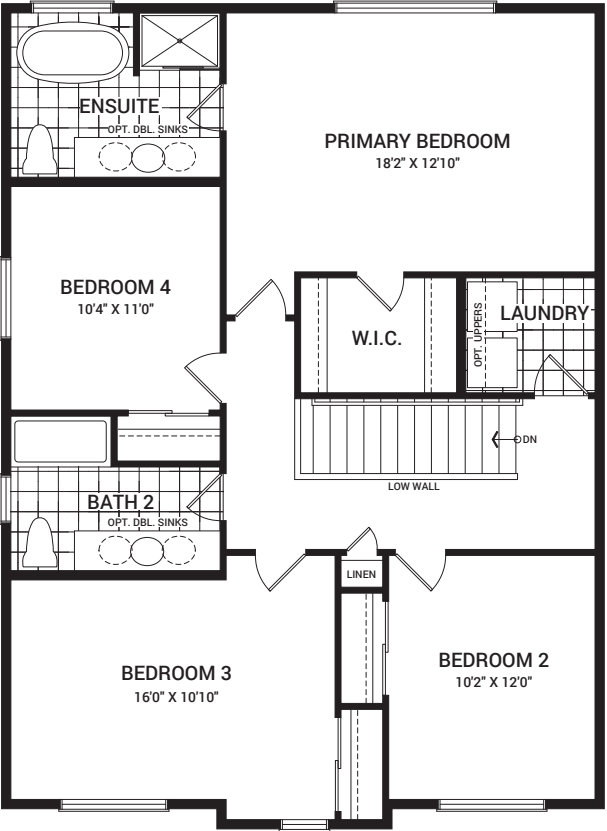 ENSUITE
OPT. DBL. SINKS
PRIMARY BEDROOM
18'2" X 12'10"
BEDROOM 4
10'4" X 11'0"
W.I.C.
OPT. UPPERS
LAUNDRY
DN
LOW WALL
BATH 2
OPT. DBL. SINKS
LINEN
BEDROOM 3
16'0" X 10'10"
BEDROOM 2
10'2" X 12'0"